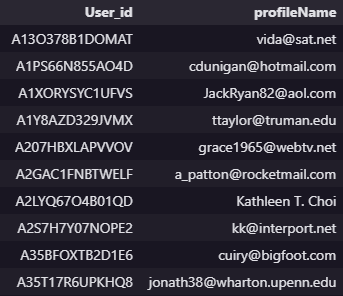 User_id profileName
A13O378B1DOMAT vida@sat.net
A1PS66N855AO4D cdunigan@hotmail.com
A1XORYSYC1UFVS JackRyan82@aol.com
A1Y8AZD329JVMX ttaylor@truman.edu
A207HBXLAPVVOV grace1965@webtv.net
A2GAC1FNBTWELF a_patton@rocketmail.com
A2LYQ67O4B01QD Kathleen T. Choi
A2S7H7Y07NOPE2 kk@interport.net
A35BFOXTB2D1E6 cuiry@bigfoot.com
A35T17R6UPKHQ8 jonath38@wharton.upenn.edu